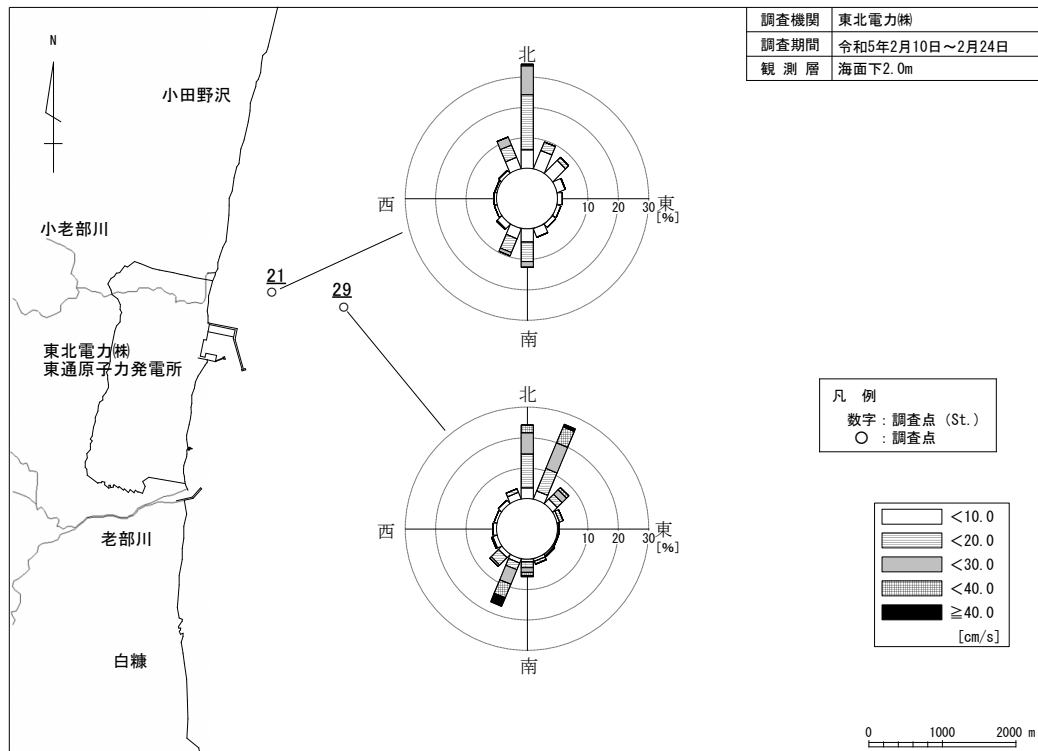 調査機関 東北電力㈱
調査期間 令和5年2月10日～2月24日
観 測 層 海面下2.0m
N
小田野沢
小老部川
21
29
東北電力㈱
東通原子力発電所
老部川
白糠
北
西
東
南
10 20 30
[%]
北
西
東
南
10 20 30
[%]
凡 例
数字：調査点（St.）
○ ：調査点
＜10.0
＜20.0
＜30.0
＜40.0
≧40.0
[cm/s]
0 1000 2000 m